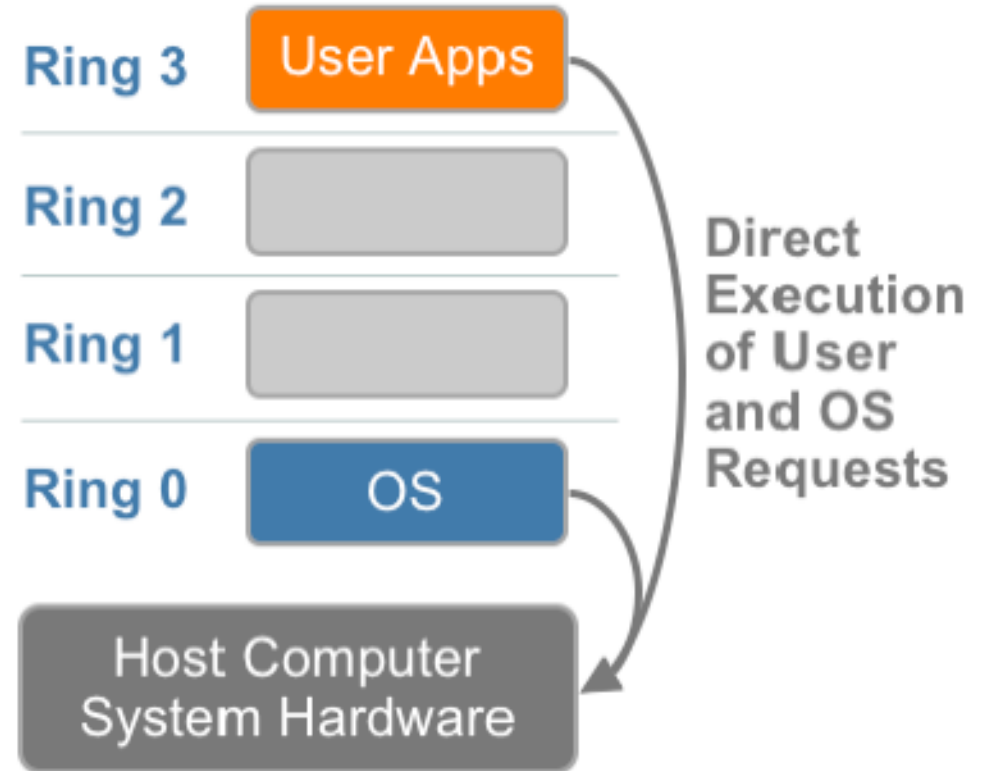 Ring 3
User Apps
Ring 2
Ring 1
Direct
Execution
of User
and OS
Requests
Ring 0
OS
Host Computer
System Hardware